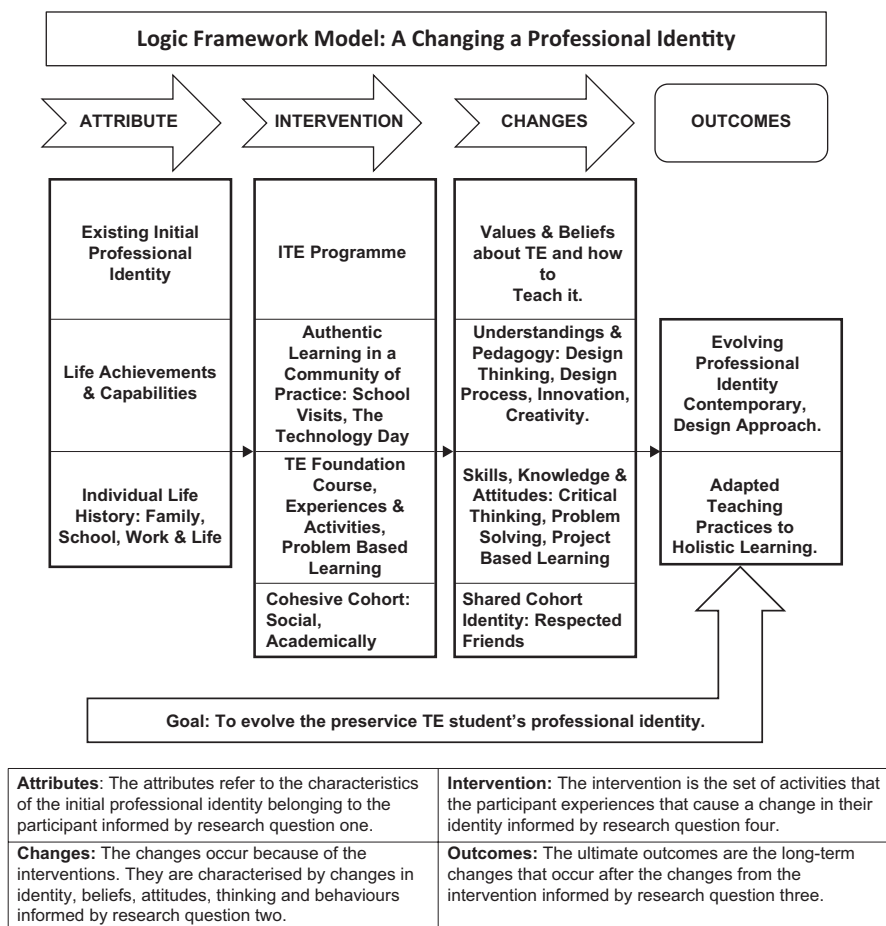 Logic Framework Model: A Changing a Professional Identity
ATTRIBUTE
INTERVENTION
CHANGES
OUTCOMES
Existing Initial
Professional
Identity
Life Achievements
& Capabilities
Individual Life
History: Family,
School, Work & Life
ITE Programme
Authentic
Learning in a
Community of
Practice: School
Visits, The
Technology Day
TE Foundation
Course,
Experiences &
Activities,
Problem Based
Learning
Cohesive Cohort:
Social,
Academically
Values & Beliefs
about TE and how
to
Teach it.
Understandings &
Pedagogy: Design
Thinking, Design
Process, Innovation,
Creativity.
Skills, Knowledge &
Attitudes: Critical
Thinking, Problem
Solving, Project
Based Learning
Shared Cohort
Identity: Respected
Friends
Evolving
Professional
Identity
Contemporary,
Design Approach.
Adapted
Teaching
Practices to
Holistic Learning.
Goal: To evolve the preservice TE student's professional identity.
Attributes: The attributes refer to the characteristics
of the initial professional identity belonging to the
participant informed by research question one.
Intervention: The intervention is the set of activities that
the participant experiences that cause a change in their
identity informed by research question four.
Changes: The changes occur because of the
interventions. They are characterised by changes in
identity, beliefs, attitudes, thinking and behaviours
informed by research question two.
Outcomes: The ultimate outcomes are the long-term
changes that occur after the changes from the
intervention informed by research question three.